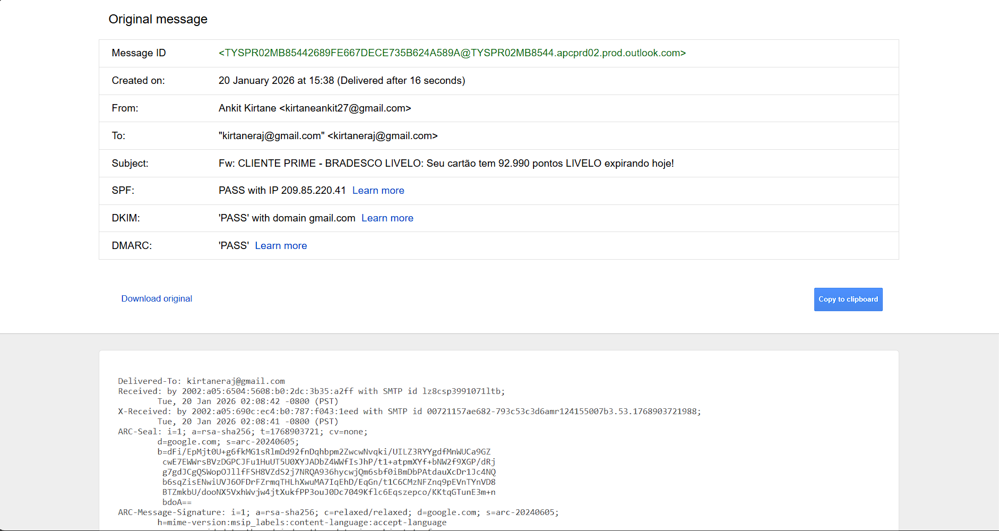 Original message
Message ID <TYSPR02MB85442689FE667DECE735B624A589A@TYSPR02MB8544.apcprd02.prod.outlook.com>
Created on: 20 January 2026 at 15:38 (Delivered after 16 seconds)
From: Ankit Kirtane <kirtaneankit27@gmail.com>
To: "kirtaneraj@gmail.com" <kirtaneraj@gmail.com>
Subject: Fw: CLIENTE PRIME - BRADESCO LIVELO: Seu cartão tem 92.990 pontos LIVELO expirando hoje!
SPF: PASS with IP 209.85.220.41 Learn more
DKIM: 'PASS' with domain gmail.com Learn more
DMARC: 'PASS' Learn more
Download original
Copy to clipboard
Delivered-To: kirtaneraj@gmail.com
Received: by 2002:a05:6504:5608:b0:2dc:3b35:a2ff with SMTP id lz8csp3991071ltb;
Tue, 20 Jan 2026 02:08:42 -0800 (PST)
X-Received: by 2002:a05:690c:ec4:b0:787:f043:1eed with SMTP id 00721157ae682-793c53c3d6amr124155007b3.53.1768903721988;
Tue, 20 Jan 2026 02:08:41 -0800 (PST)
ARC-Seal: i=1; a=rsa-sha256; t=1768903721; cv=none;
d=google.com; s=arc-20240605;
b=dFi/EpMjt0U+g6fkMG1sRlmDd92fnDqhbpm2ZwcwNvqki/UILZ3RYYgdfMnWUCa9GZ
cwE7EWWrsBVzDGPCJFu1HuUT5U0XYJADbZ4WWfIsJhP/t1+atpmXYf+bNW2f9XGP/dRj
g7gdJCgQSWopOJllfFSH8VZdS2j7NRQA936hycwjQm6sbf0iBmDbPAtdauXcDr1Jc4NQ
b6sqZisENwiUVJ6OFDrFZrmqTHLhXwuMA7IqEhD/EqGn/t1C6CMzNFZnq9pEVnTYnVD8
BTZmkbU/dooNX5VxhWvjw4jtXukfPP3ouJ0Dc7049Kflc6Eqszepco/KKtqGTunE3m+n
bdoA==
ARC-Message-Signature: i=1; a=rsa-sha256; c=relaxed/relaxed; d=google.com; s=arc-20240605;
h=mime-version:msip_labels:content-language:accept-language